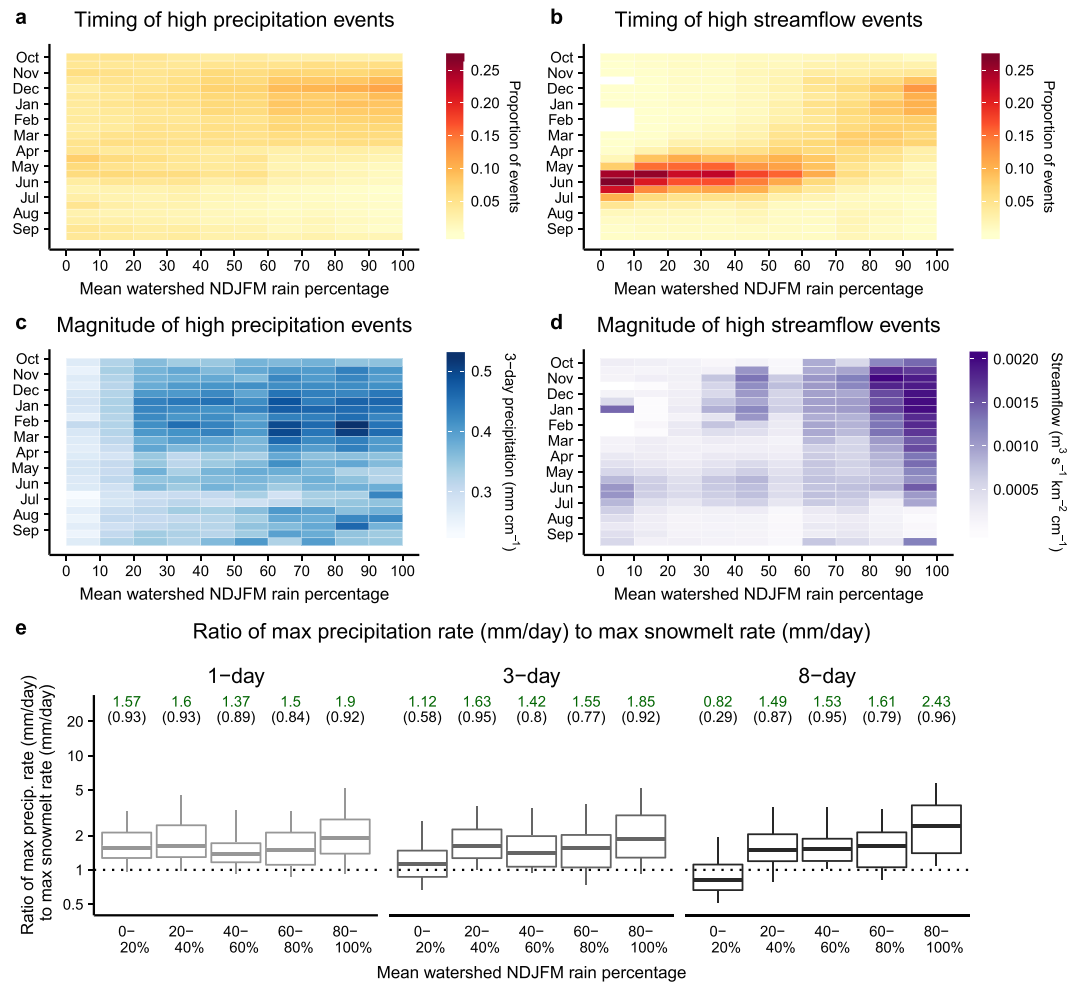 a Timing of high precipitation events
Oct
Nov
Dec
Jan
Feb
Mar
Apr
May
Jun
Jul
Aug
Sep
0 10 20 30 40 50 60 70 80 90 100
Mean watershed NDJFM rain percentage
0.25
0.20
0.15
0.10
0.05
Proportion of events
b Timing of high streamflow events
Oct
Nov
Dec
Jan
Feb
Mar
Apr
May
Jun
Jul
Aug
Sep
0 10 20 30 40 50 60 70 80 90 100
Mean watershed NDJFM rain percentage
0.25
0.20
0.15
0.10
0.05
Proportion of events
c Magnitude of high precipitation events
Oct
Nov
Dec
Jan
Feb
Mar
Apr
May
Jun
Jul
Aug
Sep
0 10 20 30 40 50 60 70 80 90 100
Mean watershed NDJFM rain percentage
0.5
0.4
0.3
3−day precipitation (mm cm⁻¹)
d Magnitude of high streamflow events
Oct
Nov
Dec
Jan
Feb
Mar
Apr
May
Jun
Jul
Aug
Sep
0 10 20 30 40 50 60 70 80 90 100
Mean watershed NDJFM rain percentage
0.0020
0.0015
0.0010
0.0005
Streamflow (m³ s⁻¹ km⁻² cm⁻¹)
e
Ratio of max precipitation rate (mm/day) to max snowmelt rate (mm/day)
Ratio of max precip. rate (mm/day)
to max snowmelt rate (mm/day)
20
10
5
2
1
0.5
1−day
1.57 1.6 1.37 1.5 1.9
(0.93) (0.93) (0.89) (0.84) (0.92)
0− 20− 40− 60− 80−
20% 40% 60% 80% 100%
3−day
1.12 1.63 1.42 1.55 1.85
(0.58) (0.95) (0.8) (0.77) (0.92)
0− 20− 40− 60− 80−
20% 40% 60% 80% 100%
8−day
0.82 1.49 1.53 1.61 2.43
(0.29) (0.87) (0.95) (0.79) (0.96)
0− 20− 40− 60− 80−
20% 40% 60% 80% 100%
Mean watershed NDJFM rain percentage